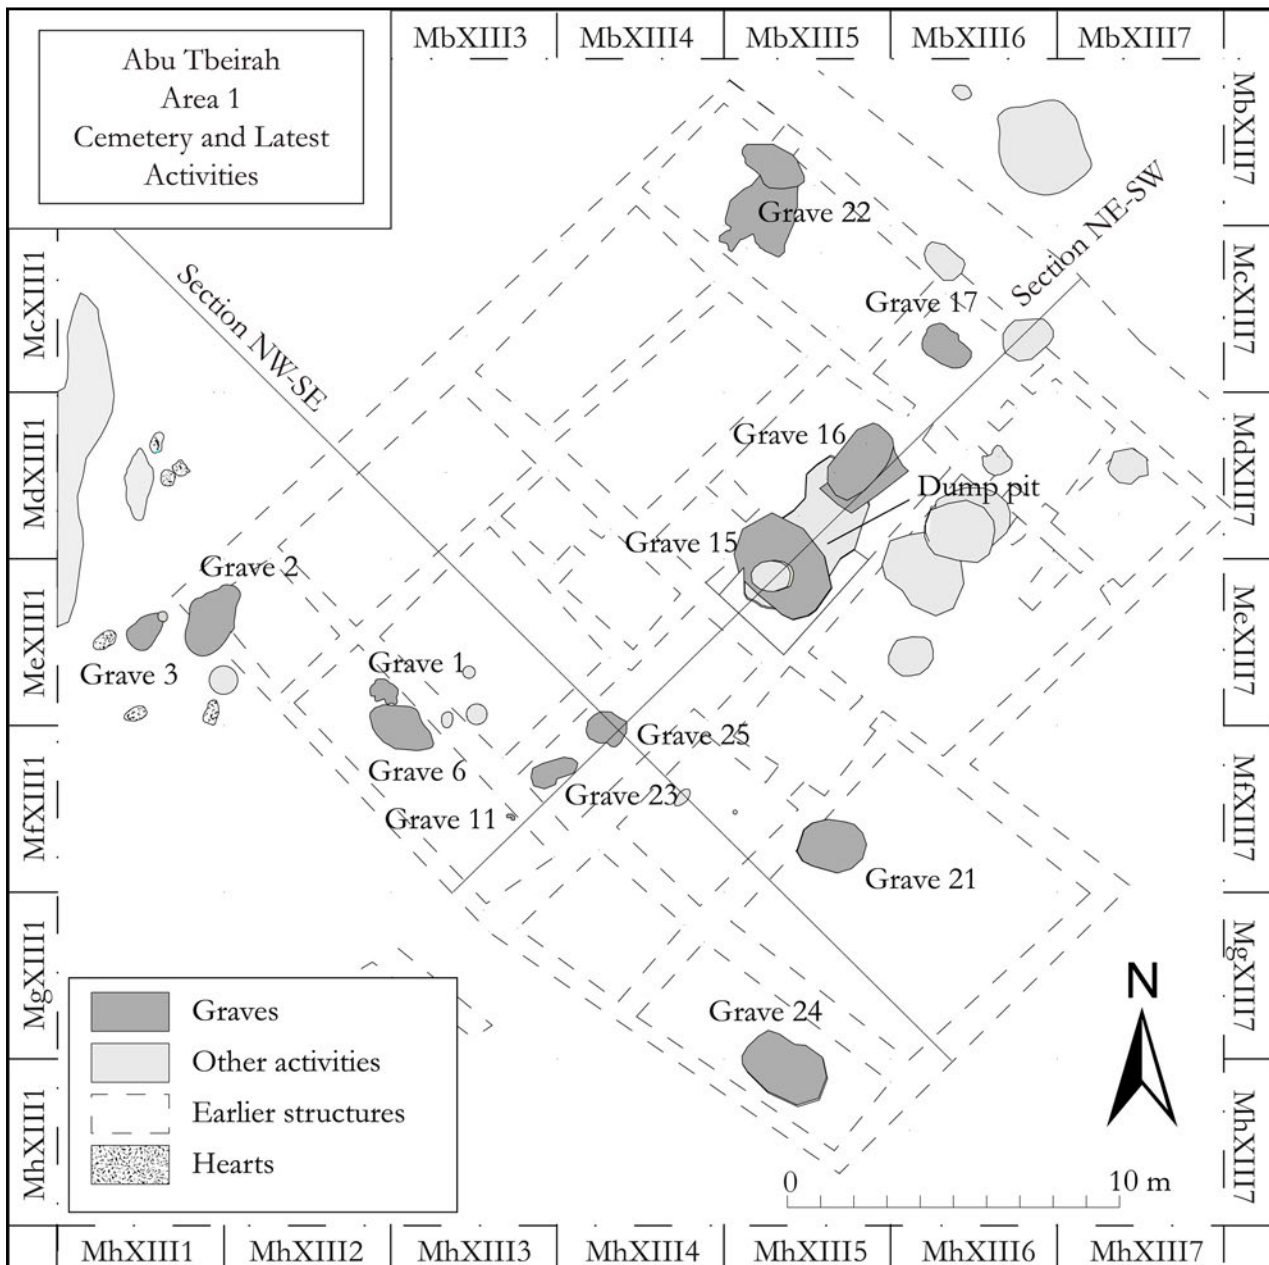 Abu Tbeirah
Area 1
Cemetery and Latest
Activities
MbXIII3
MbXIII4
MbXIII5
MbXIII6
MbXIII7
MbXIII7
McXIII7
MdXIII7
MeXIII7
MfXIII7
MgXIII7
MhXIII7
McXIII1
MdXIII1
MeXIII1
MfXIII1
MgXIII1
MhXIII1
Section NW-SE
Section NE-SW
Grave 22
Grave 17
Grave 16
Dump pit
Grave 15
Grave 2
Grave 3
Grave 1
Grave 6
Grave 25
Grave 23
Grave 11
Grave 21
Grave 24
Graves
Other activities
Earlier structures
Hearts
N
0 10 m
MhXIII1
MhXIII2
MhXIII3
MhXIII4
MhXIII5
MhXIII6
MhXIII7